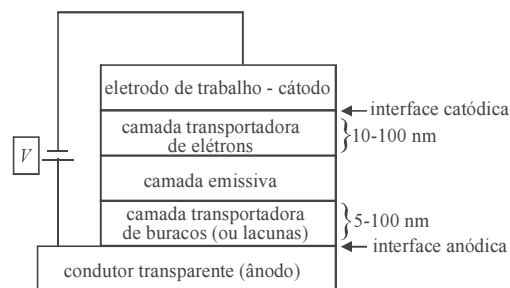 eletrodo de trabalho - cátodo
interface catódica
camada transportadora
de elétrons
10-100 nm
V
camada emissiva
camada transportadora
de buracos (ou lacunas)
5-100 nm
interface anódica
condutor transparente (ânodo)